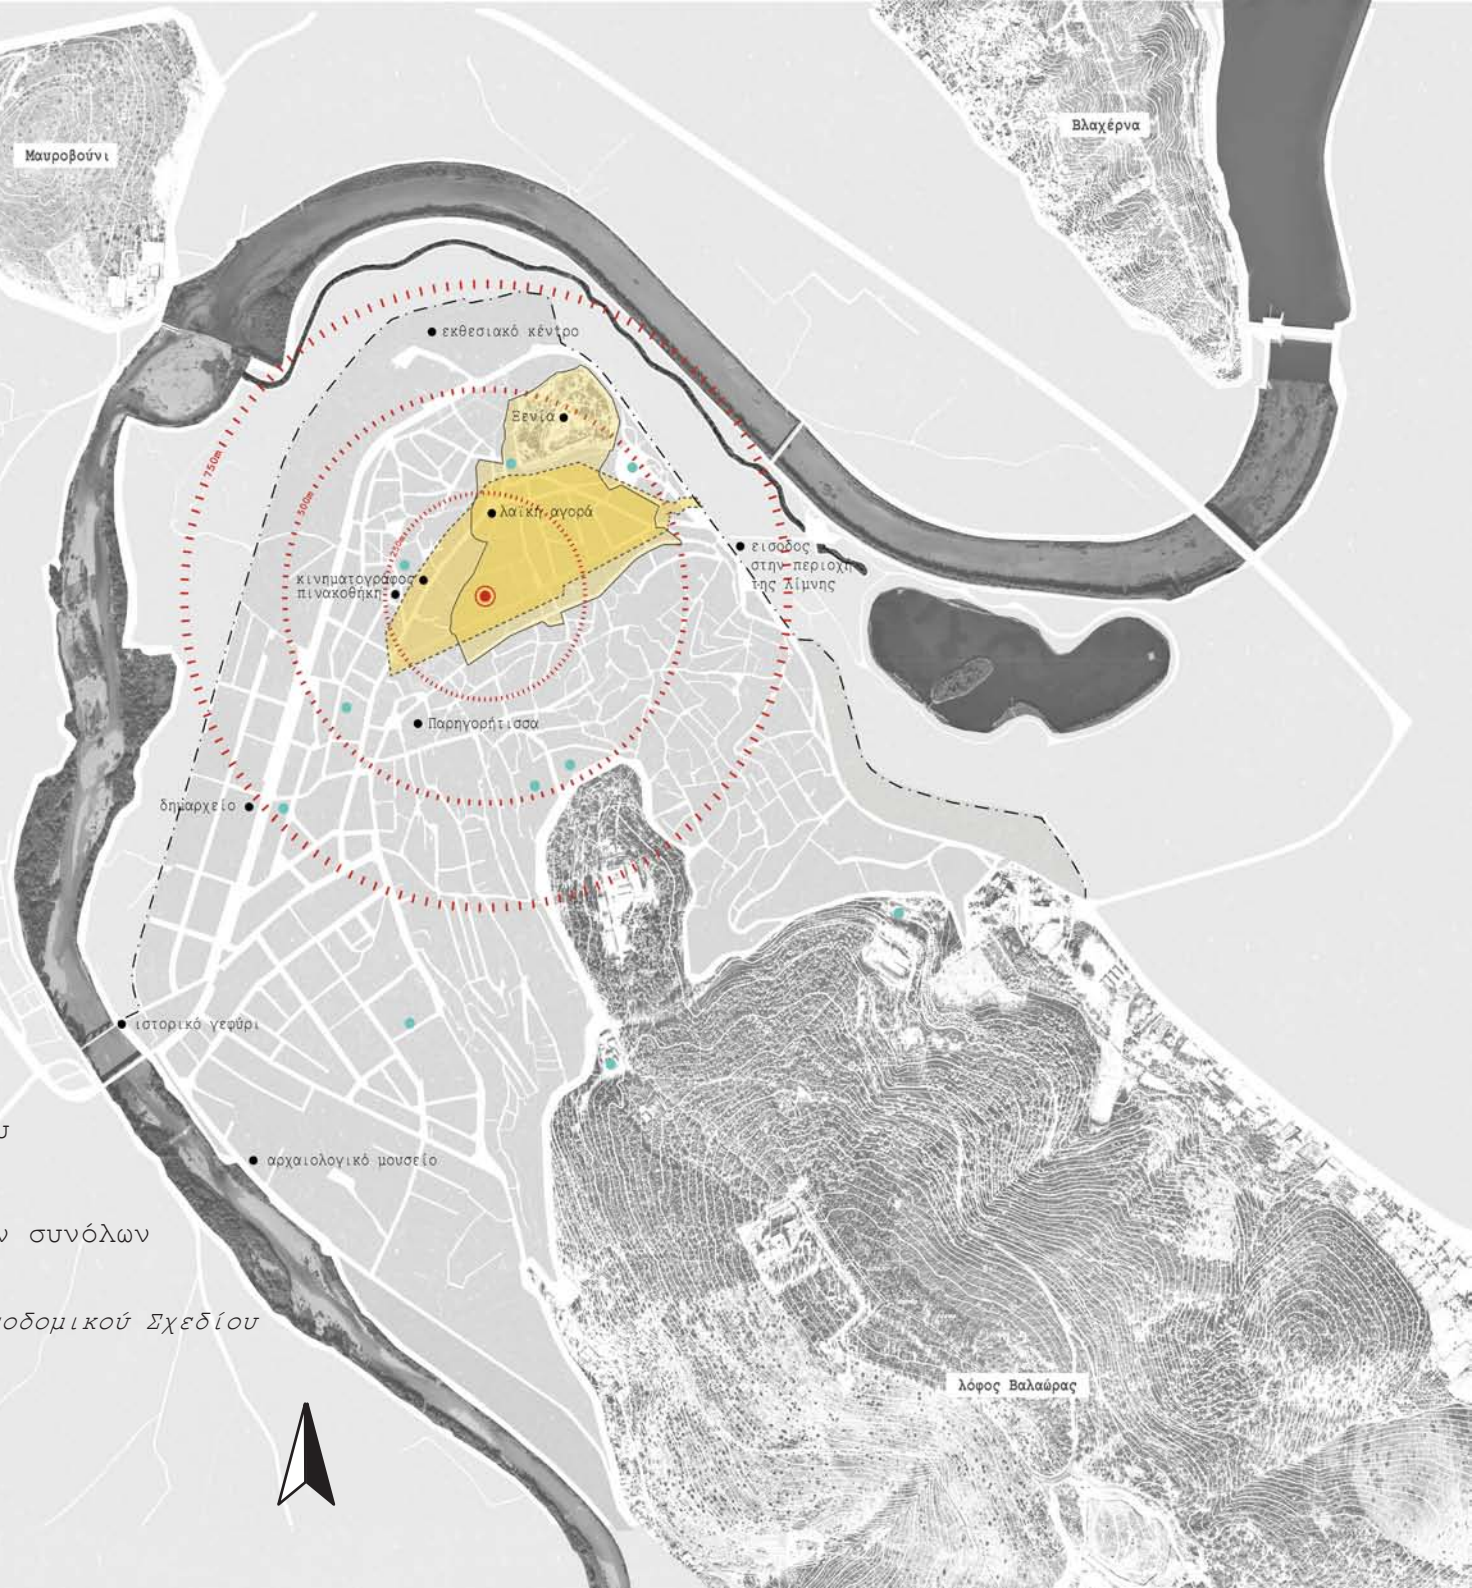 Βλαχέρνα
Μαυροβούνι
εκθεσιακό κέντρο
Ξενία
750m
500m
λαϊκή αγορά
250m
είσοδος
στην περιοχή
της λίμνης
κινηματογράφος
πινακοθήκη
Παρηγορήτισσα
δημαρχείο
ιστορικό γεφύρι
αρχαιολογικό μουσείο
συνόλων
οδομικού Σχεδίου
λόφος Βαλαώρας